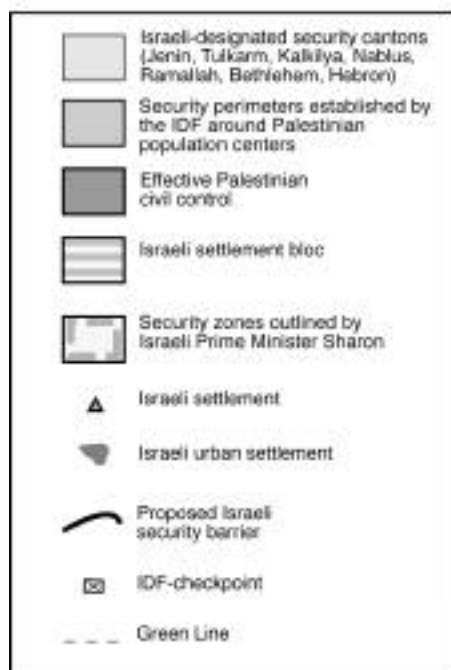 Israeli-designated security cantons
(Jenin, Tulkarm, Kalkilya, Nablus,
Ramallah, Bethlehem, Hebron)
Security perimeters established by
the IDF around Palestinian
population centers
Effective Palestinian
civil control
Israeli settlement bloc
Security zones outlined by
Israeli Prime Minister Sharon
Israeli settlement
Israeli urban settlement
Proposed Israeli
security barrier
IDF-checkpoint
Green Line